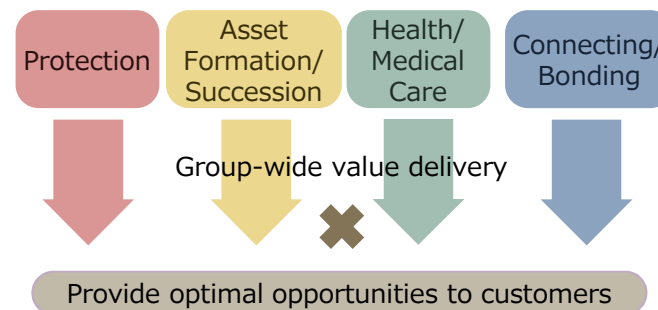 Protection
Asset
Formation/
Succession
Health/
Medical
Care
Connecting/
Bonding
Group-wide value delivery
Provide optimal opportunities to customers